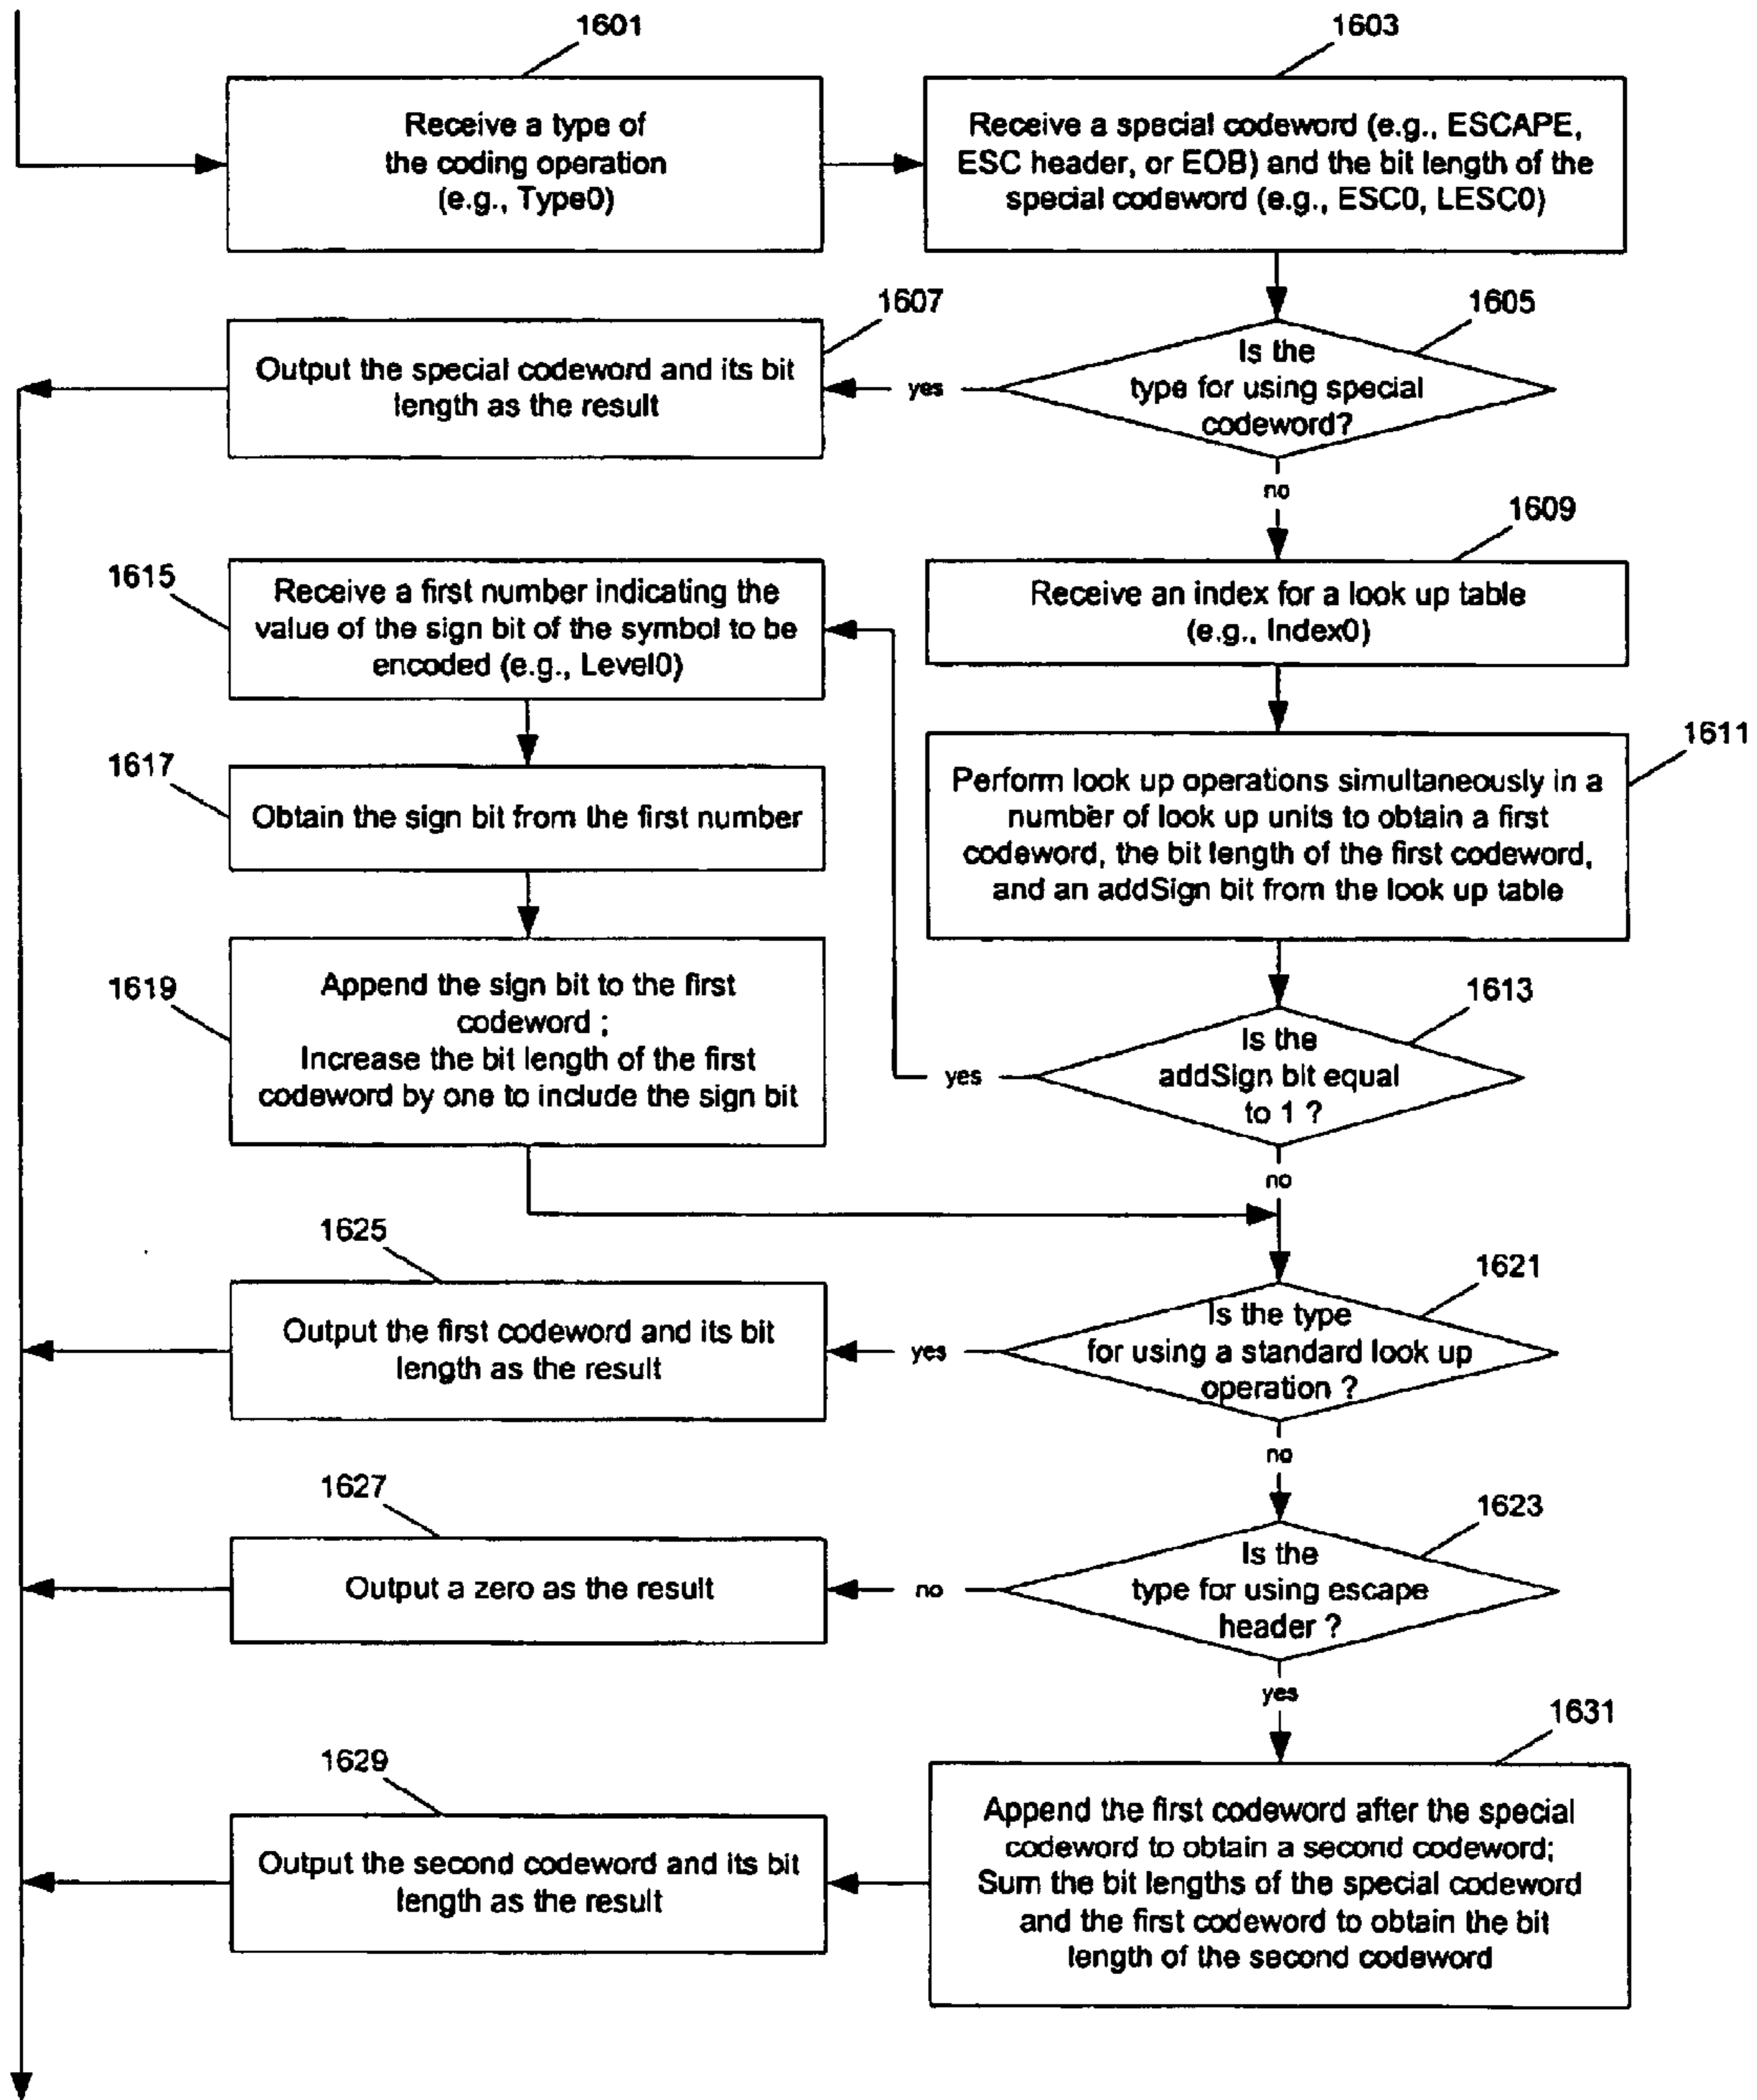 1601
Receive a type of
the coding operation
(e.g., Type0)
1603
Receive a special codeword (e.g., ESCAPE,
ESC header, or EOB) and the bit length of the
special codeword (e.g., ESC0, LESC0)
1607
Output the special codeword and its bit
length as the result
yes
1605
Is the
type for using special
codeword?
no
1609
Receive an index for a look up table
(e.g., Index0)
1615
Receive a first number indicating the
value of the sign bit of the symbol to be
encoded (e.g., Level0)
1611
Perform look up operations simultaneously in a
number of look up units to obtain a first
codeword, the bit length of the first codeword,
and an addSign bit from the look up table
1617
Obtain the sign bit from the first number
1613
Is the
addSign bit equal
to 1 ?
yes
no
1619
Append the sign bit to the first
codeword ;
Increase the bit length of the first
codeword by one to include the sign bit
1625
Output the first codeword and its bit
length as the result
yes
1621
Is the type
for using a standard look up
operation ?
no
1627
Output a zero as the result
no
1623
Is the
type for using escape
header ?
yes
1629
Output the second codeword and its bit
length as the result
1631
Append the first codeword after the special
codeword to obtain a second codeword;
Sum the bit lengths of the special codeword
and the first codeword to obtain the bit
length of the second codeword